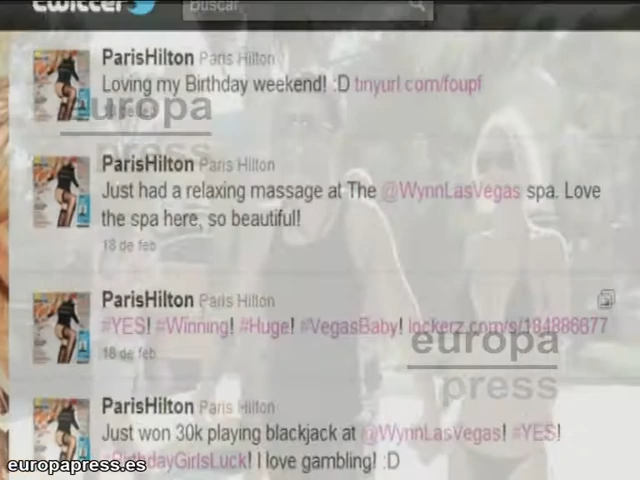 twitter
Buscar
ParisHilton Paris Hilton
Loving my Birthday weekend! :D tinyurl.com/foupf
europa
press
ParisHilton Paris Hilton
Just had a relaxing massage at The @WynnLasVegas spa. Love
the spa here, so beautiful!
18 de feb
ParisHilton Paris Hilton
#YES! #Winning! #Huge! #VegasBaby! lockerz.com/s/184886677
18 de feb
europa
press
ParisHilton Paris Hilton
Just won 30k playing blackjack at @WynnLasVegas! #YES!
#BirthdayGirlsLuck! I love gambling! :D
europapress.es